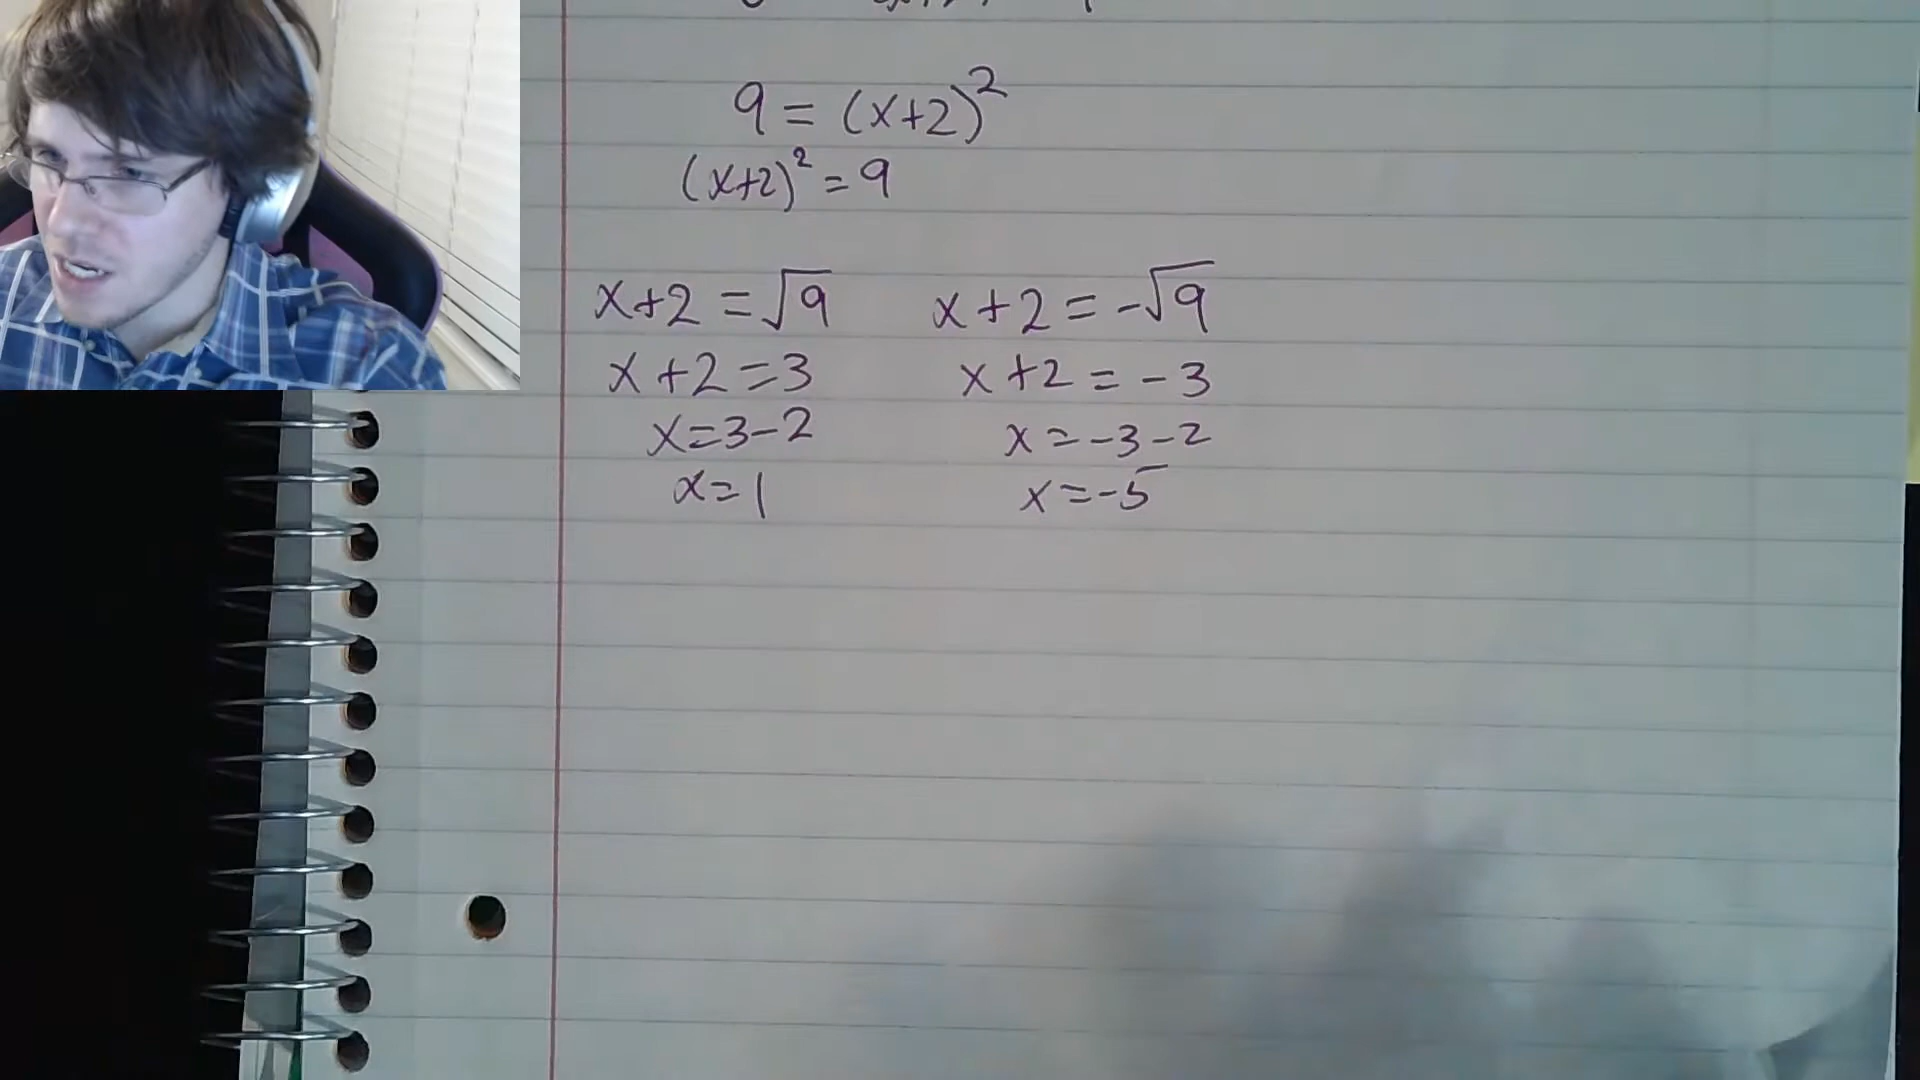 9 = (x+2)²
(x+2)² = 9
x+2 = √9
x+2 = 3
x = 3-2
x = 1
x+2 = -√9
x+2 = -3
x = -3-2
x = -5